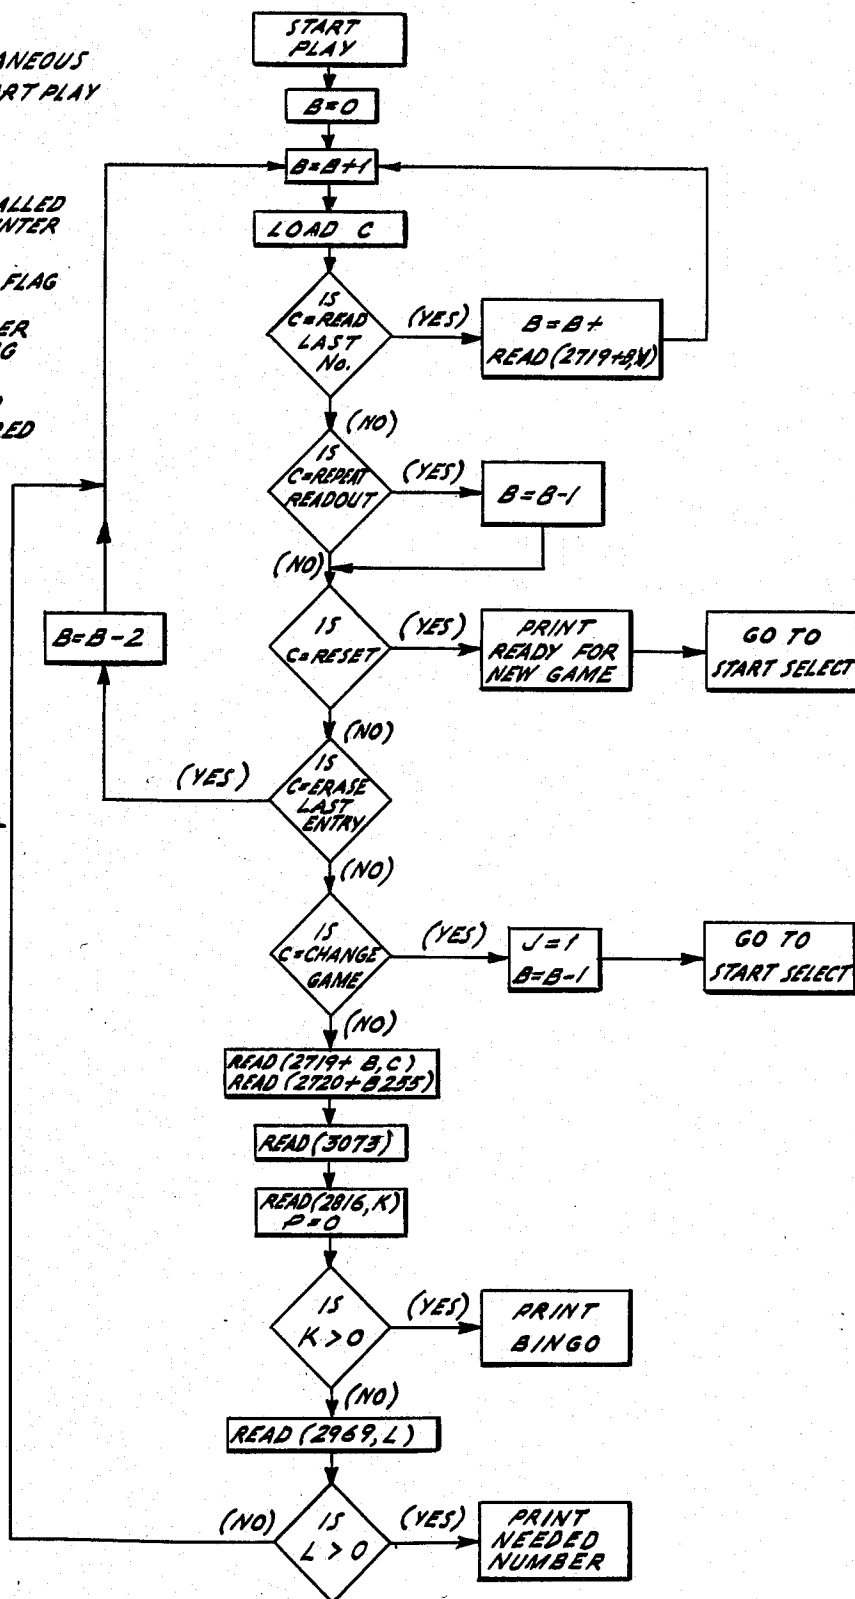 START
PLAY
ANEOUS
ART PLAY
B=0
B=B+1
ALLED
NTER
LOAD C
FLAG
IS
C=READ
LAST
No.
(YES)
B=B+
READ(2719+B,
ER
G
(NO)
RED
IS
C=REPEAT
READOUT
(YES)
B=B-1
(NO)
B=B-2
IS
C=RESET
(YES)
PRINT
READY FOR
NEW GAME
GO TO
START SELECT
(NO)
(YES)
IS
C=ERASE
LAST
ENTRY
(NO)
IS
C=CHANGE
GAME
(YES)
J=1
B=B-1
GO TO
START SELECT
(NO)
READ(2719+ B,C)
READ(2720+B255)
READ(3073)
READ(2816,K)
P=0
IS
K>0
(YES)
PRINT
BINGO
(NO)
READ (2969,L)
(NO)
IS
L>0
(YES)
PRINT
NEEDED
NUMBER